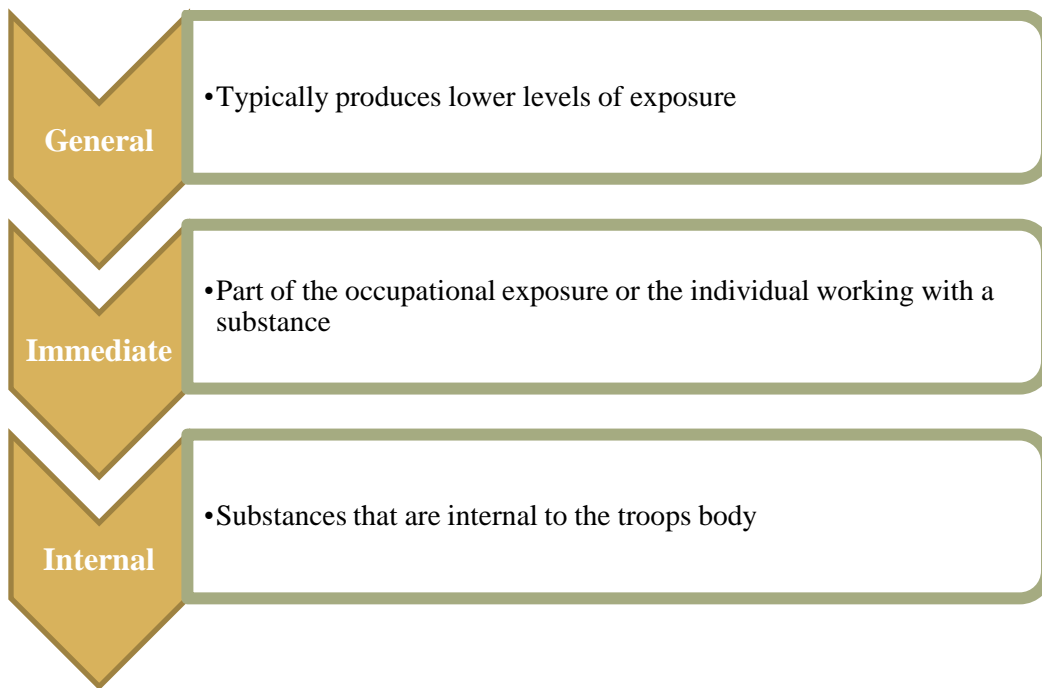 General
•Typically produces lower levels of exposure
Immediate
•Part of the occupational exposure or the individual working with a
substance
Internal
•Substances that are internal to the troops body